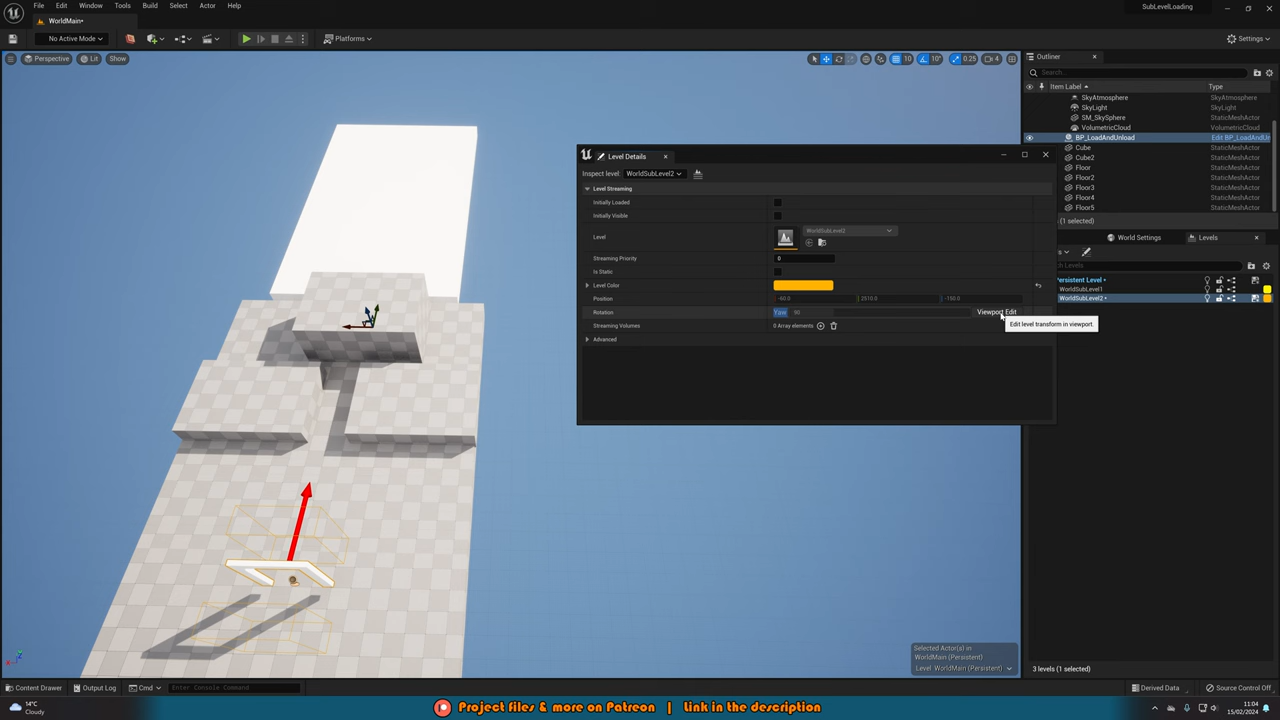 File Edit Window Tools Build Select Actor Help
SubLevelLoading
WorldMain•
No Active Mode
Platforms
Settings
Perspective Lit Show
10 10° 0.25 4
Outliner
Search...
Item Label Type
SkyAtmosphere SkyAtmosphere
SkyLight SkyLight
SM_SkySphere StaticMeshActor
VolumetricCloud VolumetricCloud
BP_LoadAndUnload Edit BP_LoadAndUn
Cube StaticMeshActor
Cube2 StaticMeshActor
Floor StaticMeshActor
Floor2 StaticMeshActor
Floor3 StaticMeshActor
Floor4 StaticMeshActor
Floor5 StaticMeshActor
(1 selected)
World Settings Levels
Persistent Level •
WorldSubLevel1
WorldSubLevel2 •
3 levels (1 selected)
Level Details
Inspect level: WorldSubLevel2
Level Streaming
Initially Loaded
Initially Visible
Level WorldSubLevel2
Streaming Priority 0
Is Static
Level Color
Position -60.0 2510.0 -150.0
Rotation Yaw 90 Viewport Edit
Edit level transform in viewport.
Streaming Volumes 0 Array elements
Advanced
Selected Actor(s) in
WorldMain (Persistent)
Level: WorldMain (Persistent)
Content Drawer Output Log Cmd Enter Console Command
Derived Data Source Control Off
14°C
Cloudy
Project files & more on Patreon | Link in the description
11:04
15/02/2024